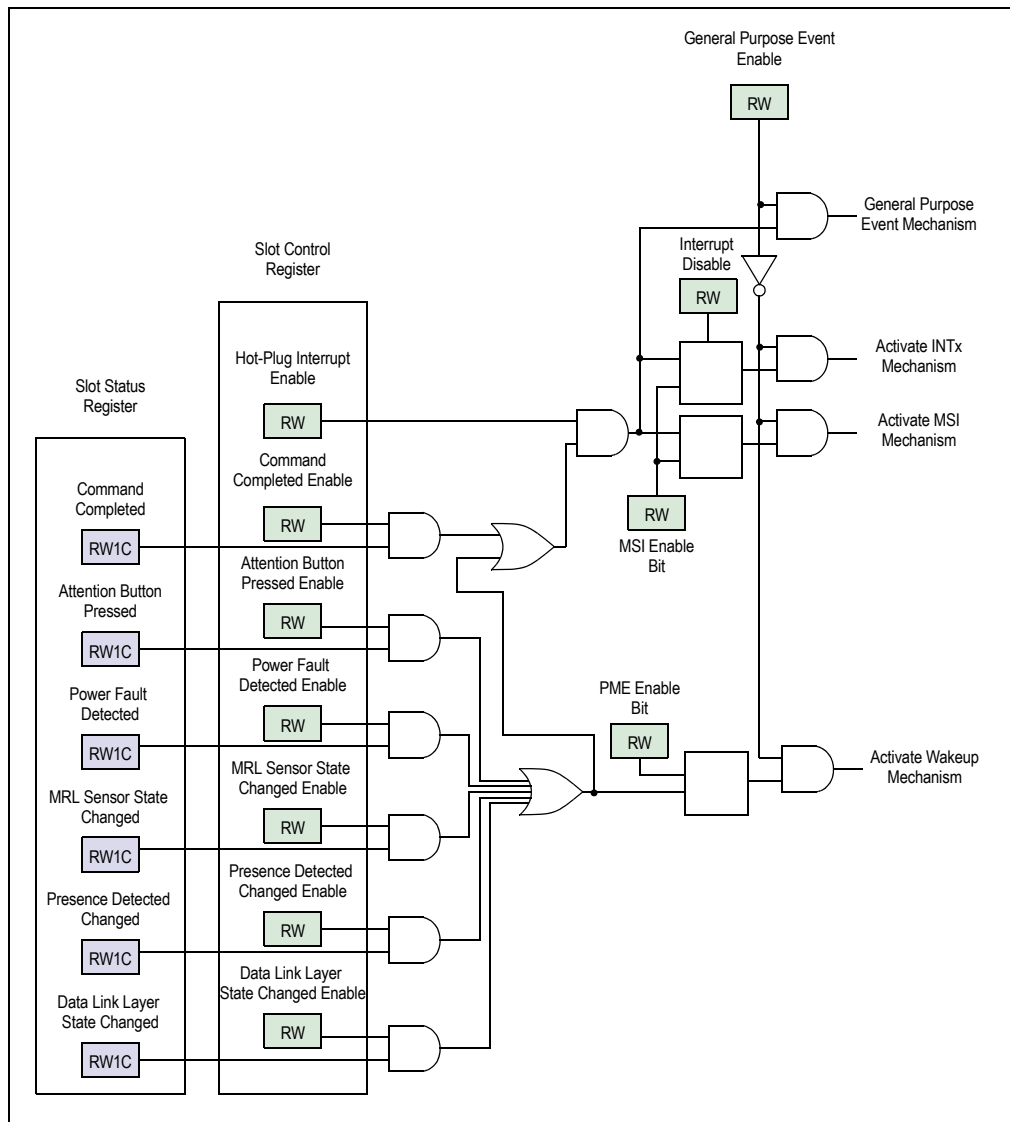 General Purpose Event
Enable
RW
General Purpose
Event Mechanism
Slot Control
Register
Interrupt
Disable
RW
Hot-Plug Interrupt
Enable
RW
Activate INTx
Mechanism
Slot Status
Register
Activate MSI
Mechanism
Command
Completed Enable
RW
Command
Completed
RW1C
RW
MSI Enable
Bit
Attention Button
Pressed Enable
RW
Attention Button
Pressed
RW1C
Power Fault
Detected Enable
RW
Power Fault
Detected
RW1C
PME Enable
Bit
RW
Activate Wakeup
Mechanism
MRL Sensor State
Changed Enable
RW
MRL Sensor State
Changed
RW1C
Presence Detected
Changed Enable
RW
Presence Detected
Changed
RW1C
Data Link Layer
State Changed Enable
RW
Data Link Layer
State Changed
RW1C